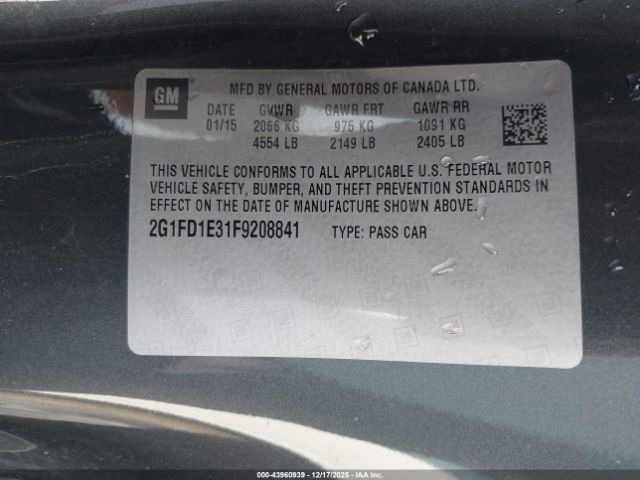 GM
MFD BY GENERAL MOTORS OF CANADA LTD.
DATE GVWR GAWR FRT GAWR RR
01/15 2066 KG 975 KG 1091 KG
4554 LB 2149 LB 2405 LB
THIS VEHICLE CONFORMS TO ALL APPLICABLE U.S. FEDERAL MOTOR
VEHICLE SAFETY, BUMPER, AND THEFT PREVENTION STANDARDS IN
EFFECT ON THE DATE OF MANUFACTURE SHOWN ABOVE.
2G1FD1E31F9208841 TYPE: PASS CAR
Stock #: 43960939 - 12/17/2025 - IAA Inc.